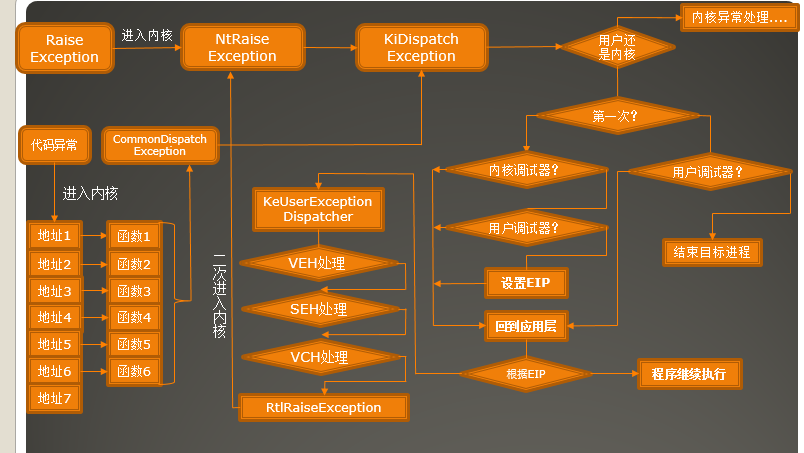 Raise
Exception
进入内核
NtRaise
Exception
KiDispatch
Exception
用户还
是内核
内核异常处理....
第一次?
代码异常
CommonDispatch
Exception
进入内核
内核调试器?
用户调试器?
KeUserException
Dispatcher
用户调试器?
结束目标进程
地址1
函数1
地址2
函数2
地址3
函数3
地址4
函数4
地址5
函数5
地址6
函数6
地址7
二次进入内核
VEH处理
SEH处理
VCH处理
RtlRaiseException
设置EIP
回到应用层
根据EIP
程序继续执行